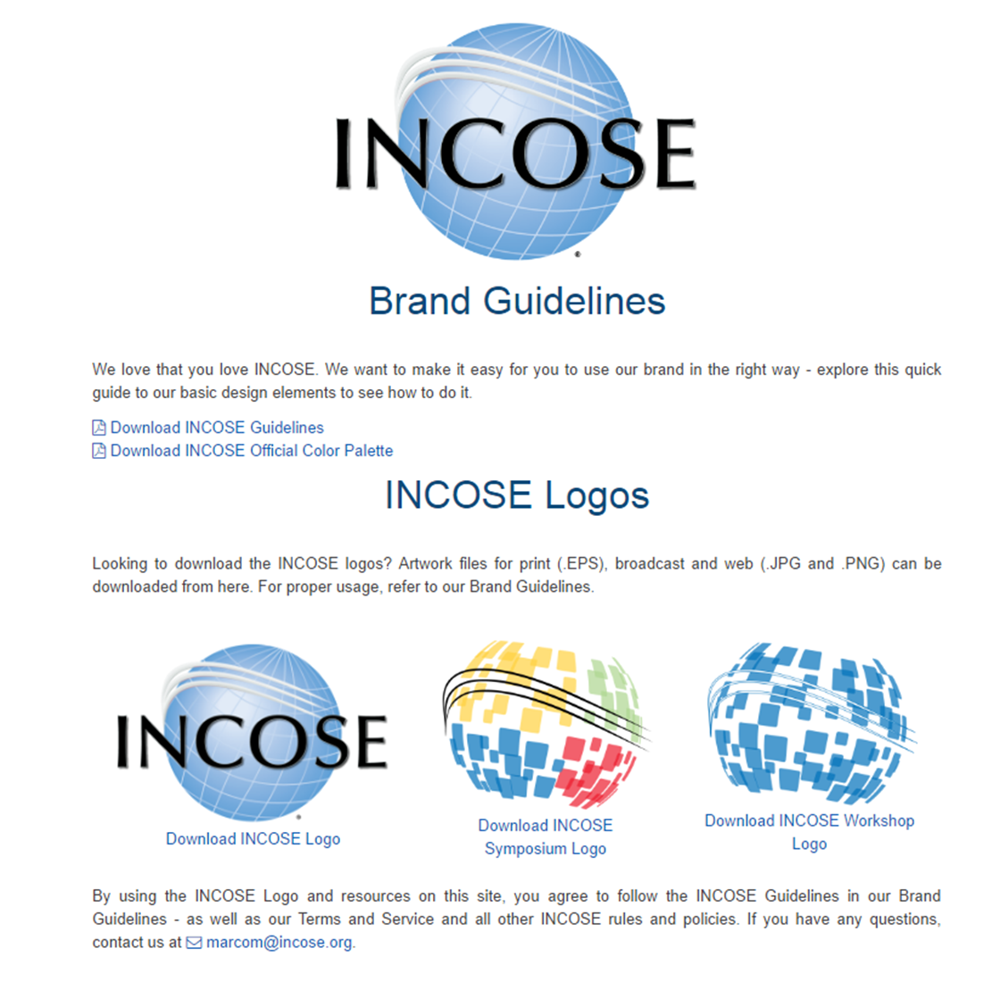 INCOSE
®
Brand Guidelines
We love that you love INCOSE. We want to make it easy for you to use our brand in the right way - explore this quick
guide to our basic design elements to see how to do it.
Download INCOSE Guidelines
Download INCOSE Official Color Palette
INCOSE Logos
Looking to download the INCOSE logos? Artwork files for print (.EPS), broadcast and web (.JPG and .PNG) can be
downloaded from here. For proper usage, refer to our Brand Guidelines.
INCOSE
Download INCOSE Logo
Download INCOSE
Symposium Logo
Download INCOSE Workshop
Logo
By using the INCOSE Logo and resources on this site, you agree to follow the INCOSE Guidelines in our Brand
Guidelines - as well as our Terms and Service and all other INCOSE rules and policies. If you have any questions,
contact us at marcom@incose.org.